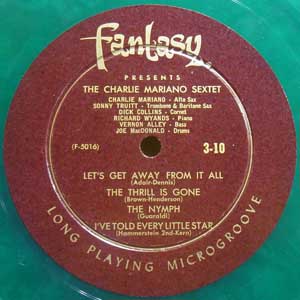 Fantasy
PRESENTS
THE CHARLIE MARIANO SEXTET
CHARLIE MARIANO - Alto Sax
SONNY TRUITT - Trombone & Baritone Sax
DICK COLLINS - Cornet
RICHARD WYANDS - Piano
VERNON ALLEY - Bass
JOE MacDONALD - Drums
(F-5016)
3-10
LET'S GET AWAY FROM IT ALL
(Adair-Dennis)
THE THRILL IS GONE
(Brown-Henderson)
THE NYMPH
(Guaraldi)
I'VE TOLD EVERY LITTLE STAR
(Hammerstein 2nd-Kern)
LONG PLAYING MICROGROOVE